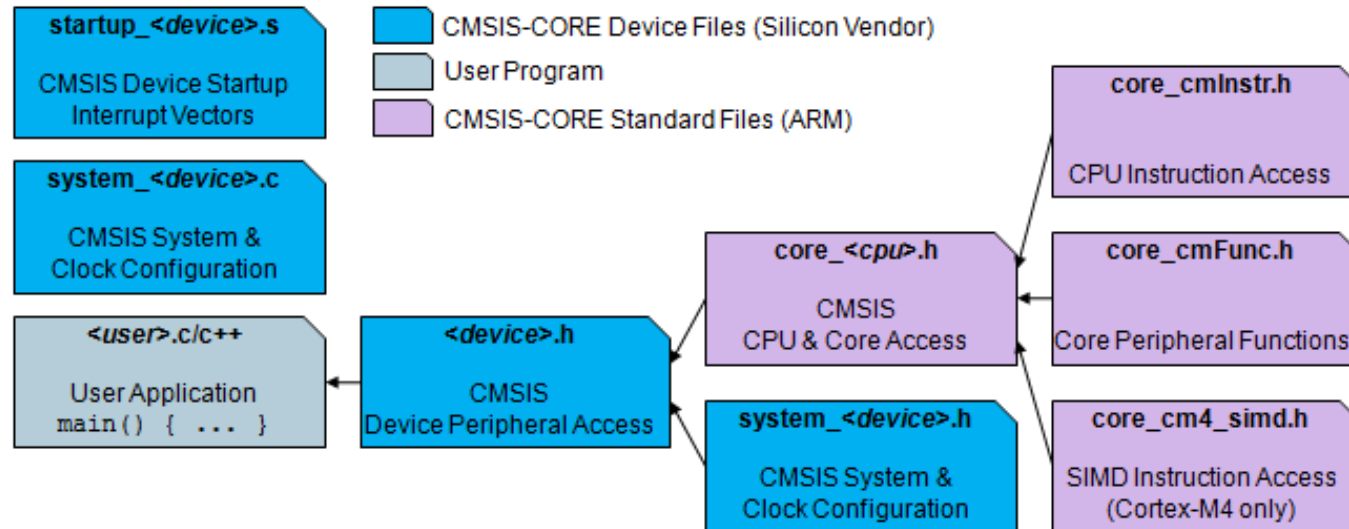 startup_<device>.s
CMSIS Device Startup
Interrupt Vectors
CMSIS-CORE Device Files (Silicon Vendor)
User Program
CMSIS-CORE Standard Files (ARM)
system_<device>.c
CMSIS System &
Clock Configuration
<user>.c/c++
User Application
main() { ... }
<device>.h
CMSIS
Device Peripheral Access
core_<cpu>.h
CMSIS
CPU & Core Access
system_<device>.h
CMSIS System &
Clock Configuration
core_cmInstr.h
CPU Instruction Access
core_cmFunc.h
Core Peripheral Functions
core_cm4_simd.h
SIMD Instruction Access
(Cortex-M4 only)